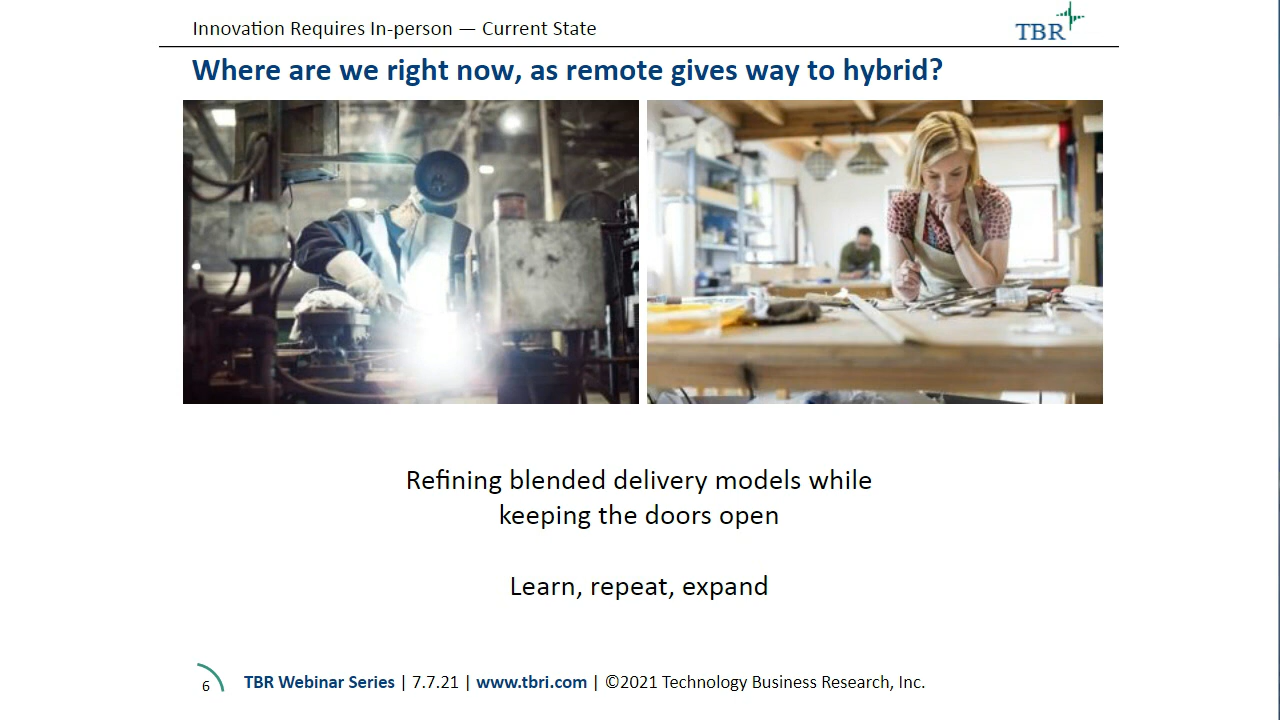 Innovation Requires In-person — Current State
TBR
Where are we right now, as remote gives way to hybrid?
Refining blended delivery models while
keeping the doors open
Learn, repeat, expand
6
TBR Webinar Series | 7.7.21 | www.tbri.com | ©2021 Technology Business Research, Inc.